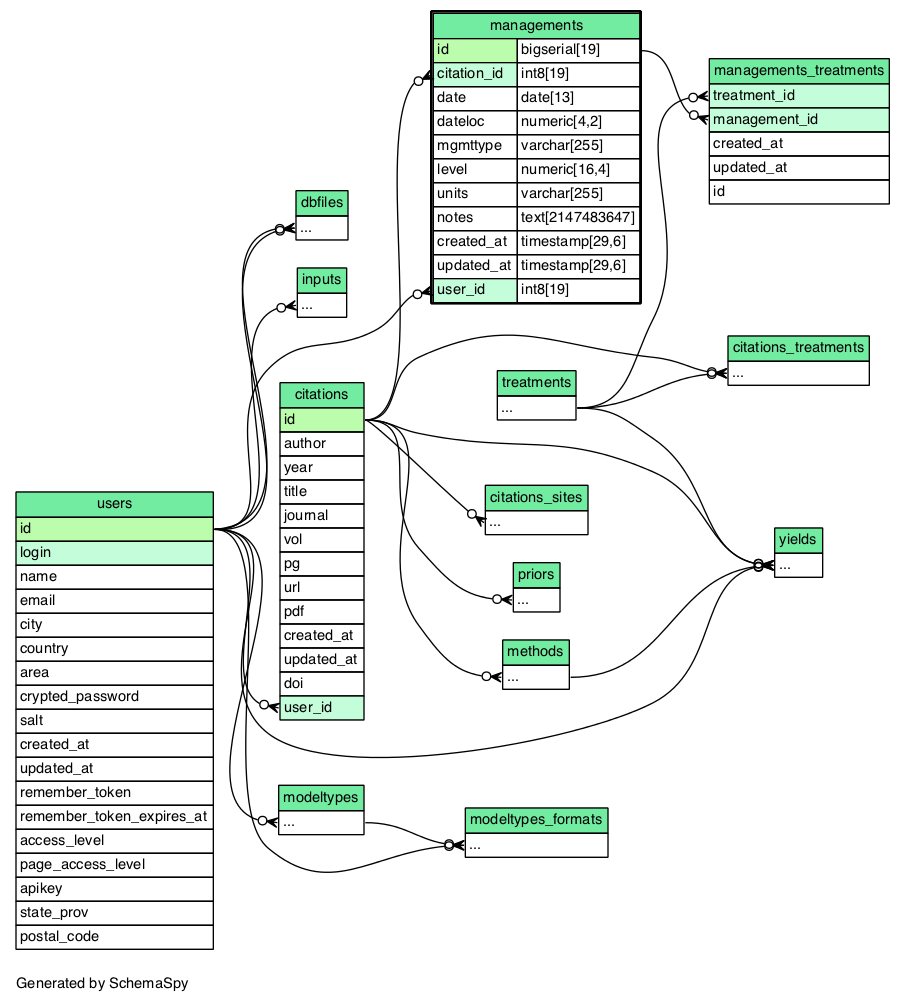 managements
id bigserial[19]
citation_id int8[19]
date date[13]
dateloc numeric[4,2]
mgmttype varchar[255]
level numeric[16,4]
units varchar[255]
notes text[2147483647]
created_at timestamp[29,6]
updated_at timestamp[29,6]
user_id int8[19]
managements_treatments
treatment_id
management_id
created_at
updated_at
id
dbfiles
...
inputs
...
citations_treatments
...
treatments
...
citations
id
author
year
title
journal
vol
pg
url
pdf
created_at
updated_at
doi
user_id
citations_sites
...
priors
...
methods
...
yields
...
users
id
login
name
email
city
country
area
crypted_password
salt
created_at
updated_at
remember_token
remember_token_expires_at
access_level
page_access_level
apikey
state_prov
postal_code
modeltypes
...
modeltypes_formats
...
Generated by SchemaSpy